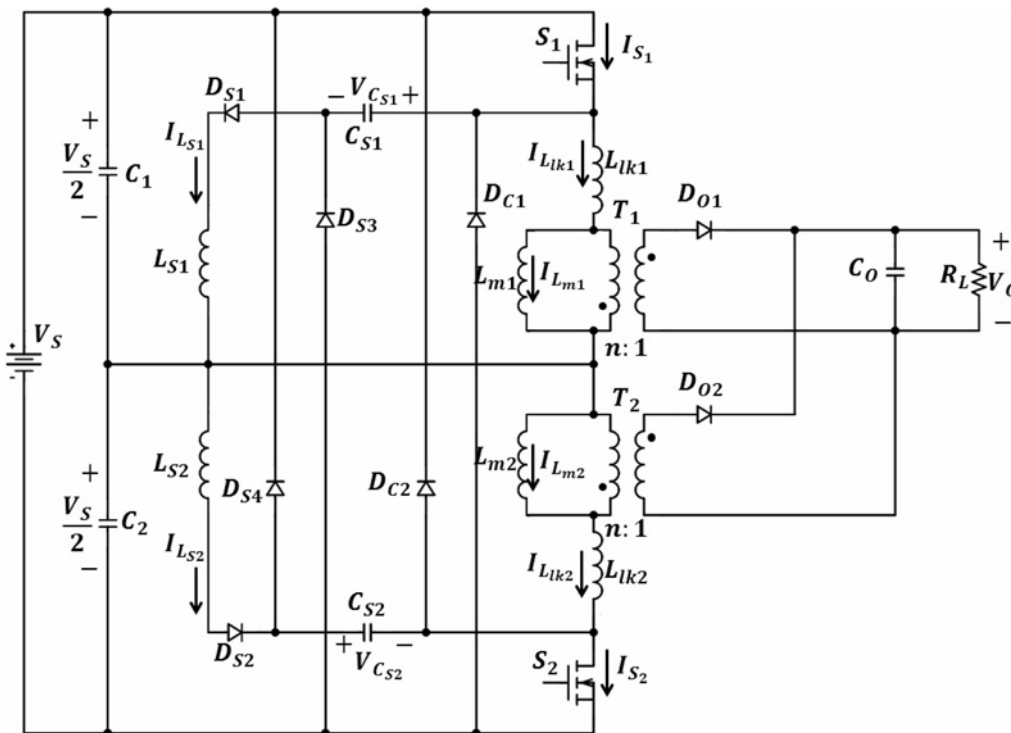 S1
IS1
DS1
− VCS1 +
CS1
ILS1
+
VS/2
−
C1
ILlk1
Llk1
DC1
T1
DO1
DS3
LS1
Lm1
ILm1
CO
RL
+
VO
−
n: 1
+
-
VS
T2
DO2
LS2
Lm2
ILm2
DS4
DC2
+
VS/2
−
C2
n: 1
ILS2
ILlk2
Llk2
CS2
DS2
+ VCS2 −
S2
IS2